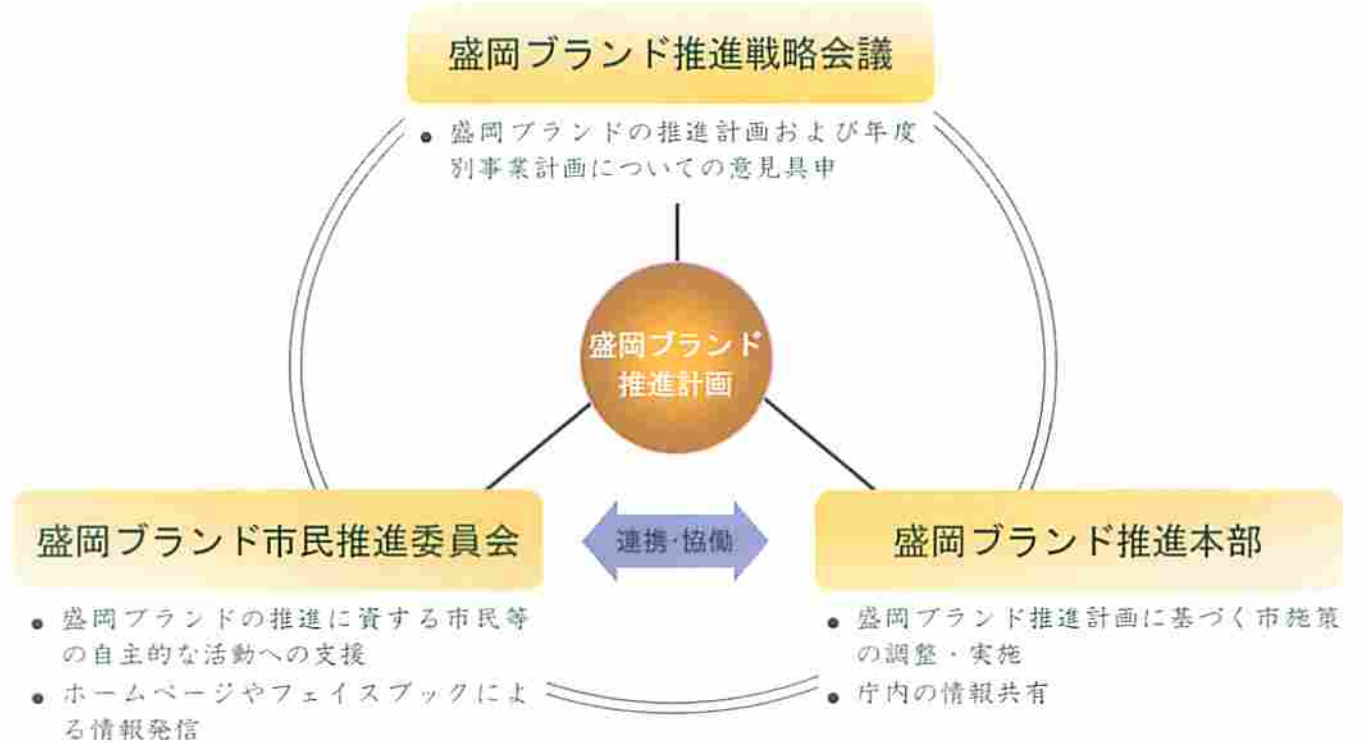 盛岡ブランド推進戦略会議
● 盛岡ブランドの推進計画および年度
別事業計画についての意見具申
盛岡ブランド
推進計画
盛岡ブランド市民推進委員会
連携・協働
盛岡ブランド推進本部
● 盛岡ブランドの推進に資する市民等
の自主的な活動への支援
● ホームページやフェイスブックによ
る情報発信
● 盛岡ブランド推進計画に基づく市施策
の調整・実施
● 庁内の情報共有